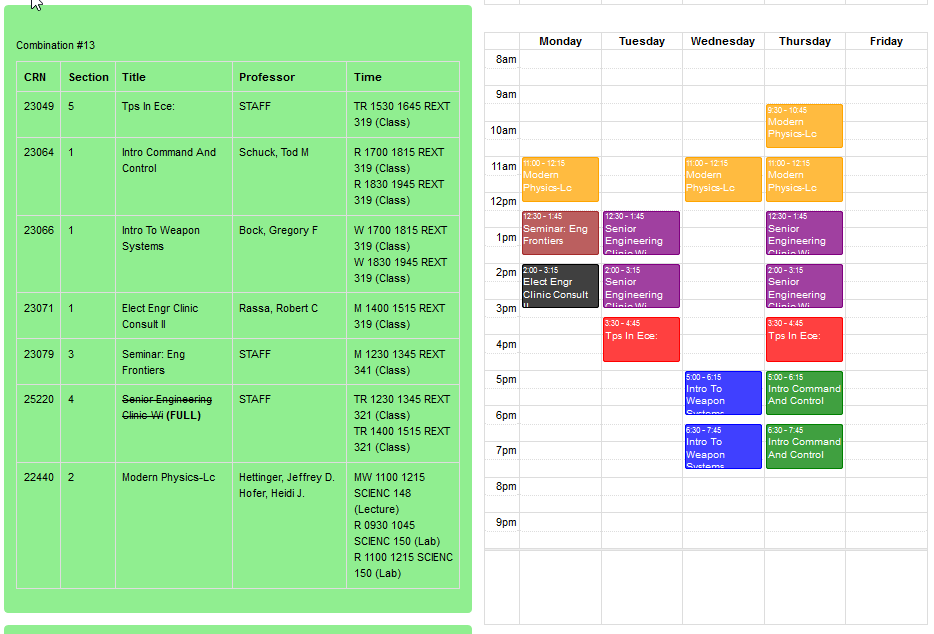 Combination #13
CRN Section Title Professor Time
23049 5 Tps In Ece: STAFF TR 1530 1645 REXT
319 (Class)
23064 1 Intro Command And Schuck, Tod M R 1700 1815 REXT
Control 319 (Class)
R 1830 1945 REXT
319 (Class)
23066 1 Intro To Weapon Bock, Gregory F W 1700 1815 REXT
Systems 319 (Class)
W 1830 1945 REXT
319 (Class)
23071 1 Elect Engr Clinic Rassa, Robert C M 1400 1515 REXT
Consult II 319 (Class)
23079 3 Seminar: Eng STAFF M 1230 1345 REXT
Frontiers 341 (Class)
25220 4 Senior Engineering STAFF TR 1230 1345 REXT
Clinic-Wi (FULL) 321 (Class)
TR 1400 1515 REXT
321 (Class)
22440 2 Modern Physics-Lc Hettinger, Jeffrey D. MW 1100 1215
Hofer, Heidi J. SCIENC 148
(Lecture)
R 0930 1045
SCIENC 150 (Lab)
R 1100 1215 SCIENC
150 (Lab)
Monday Tuesday Wednesday Thursday Friday
8am
9am
9:30 - 10:45
Modern
Physics-Lc
10am
11am
11:00 - 12:15 11:00 - 12:15 11:00 - 12:15
Modern Modern Modern
Physics-Lc Physics-Lc Physics-Lc
12pm
12:30 - 1:45 12:30 - 1:45 12:30 - 1:45
Seminar: Eng Senior Senior
Frontiers Engineering Engineering
Clinic-Wi Clinic-Wi
1pm
2pm
2:00 - 3:15 2:00 - 3:15 2:00 - 3:15
Elect Engr Senior Senior
Clinic Consult Engineering Engineering
II Clinic-Wi Clinic-Wi
3pm
3:30 - 4:45 3:30 - 4:45
Tps In Ece: Tps In Ece:
4pm
5pm
5:00 - 6:15 5:00 - 6:15
Intro To Intro Command
Weapon And Control
Systems
6pm
6:30 - 7:45 6:30 - 7:45
Intro To Intro Command
Weapon And Control
Systems
7pm
8pm
9pm